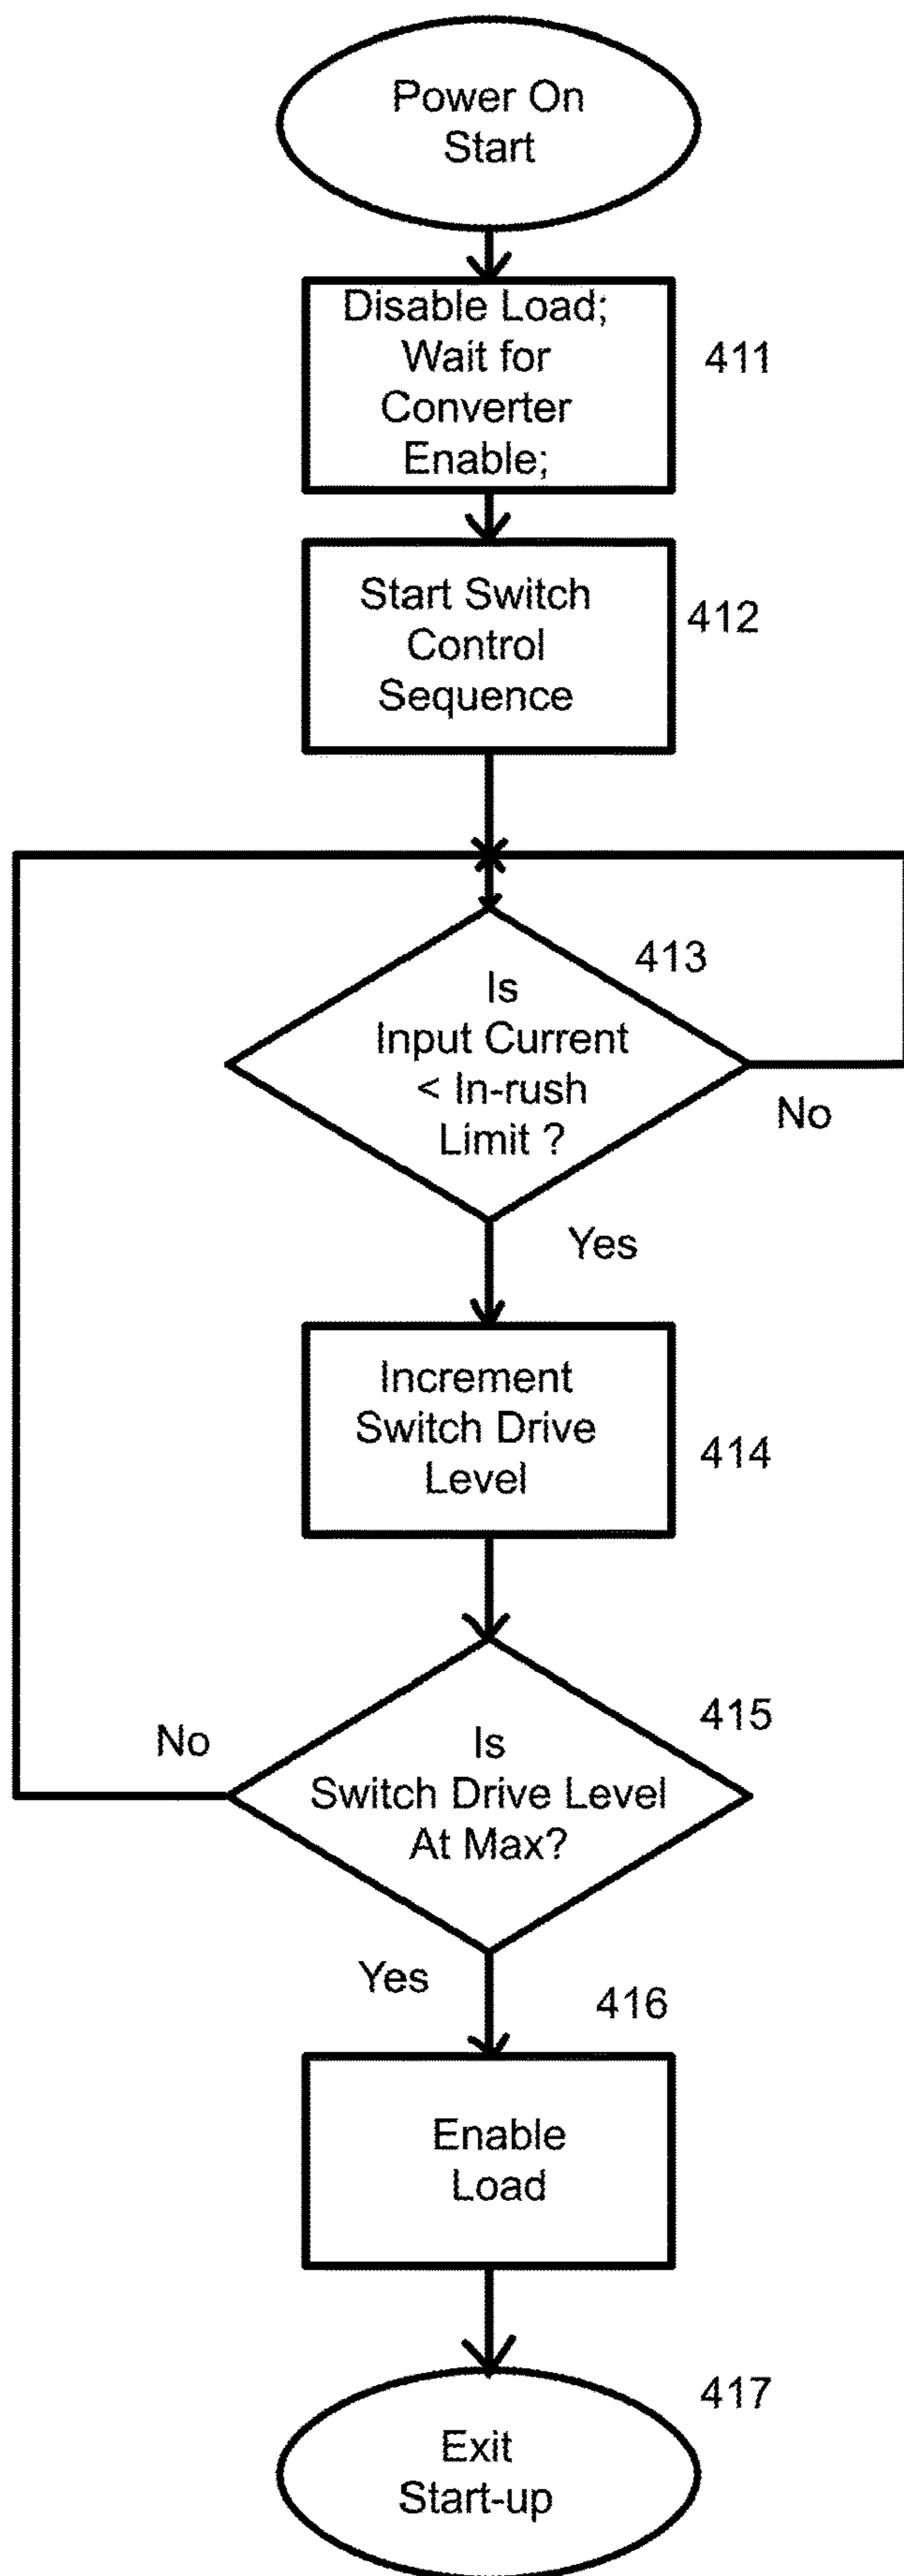 Power On
Start
Disable Load;
Wait for
Converter
Enable;
411
Start Switch
Control
Sequence
412
413
Is
Input Current
< In-rush
Limit ?
No
Yes
Increment
Switch Drive
Level
414
415
No
Is
Switch Drive Level
At Max?
Yes
416
Enable
Load
417
Exit
Start-up